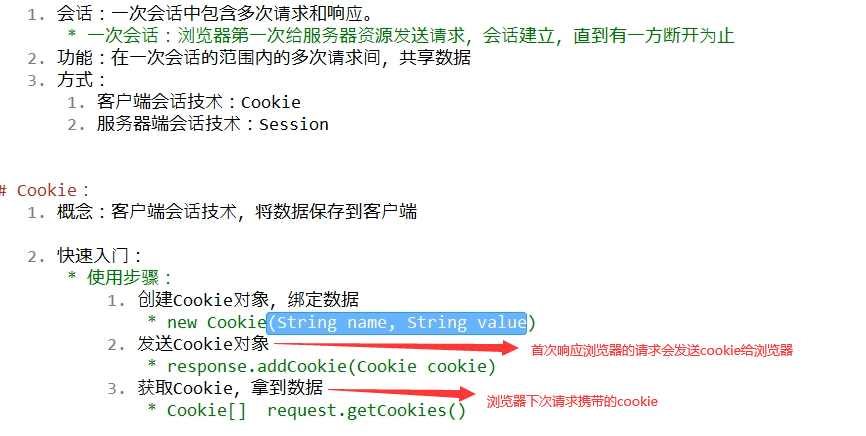 1. 会话：一次会话中包含多次请求和响应。
* 一次会话：浏览器第一次给服务器资源发送请求，会话建立，直到有一方断开为止
2. 功能：在一次会话的范围内的多次请求间，共享数据
3. 方式：
1. 客户端会话技术：Cookie
2. 服务器端会话技术：Session
# Cookie：
1. 概念：客户端会话技术，将数据保存到客户端
2. 快速入门：
* 使用步骤：
1. 创建Cookie对象，绑定数据
* new Cookie(String name, String value)
2. 发送Cookie对象 首次响应浏览器的请求会发送cookie给浏览器
* response.addCookie(Cookie cookie)
3. 获取Cookie，拿到数据 浏览器下次请求携带的cookie
* Cookie[] request.getCookies()